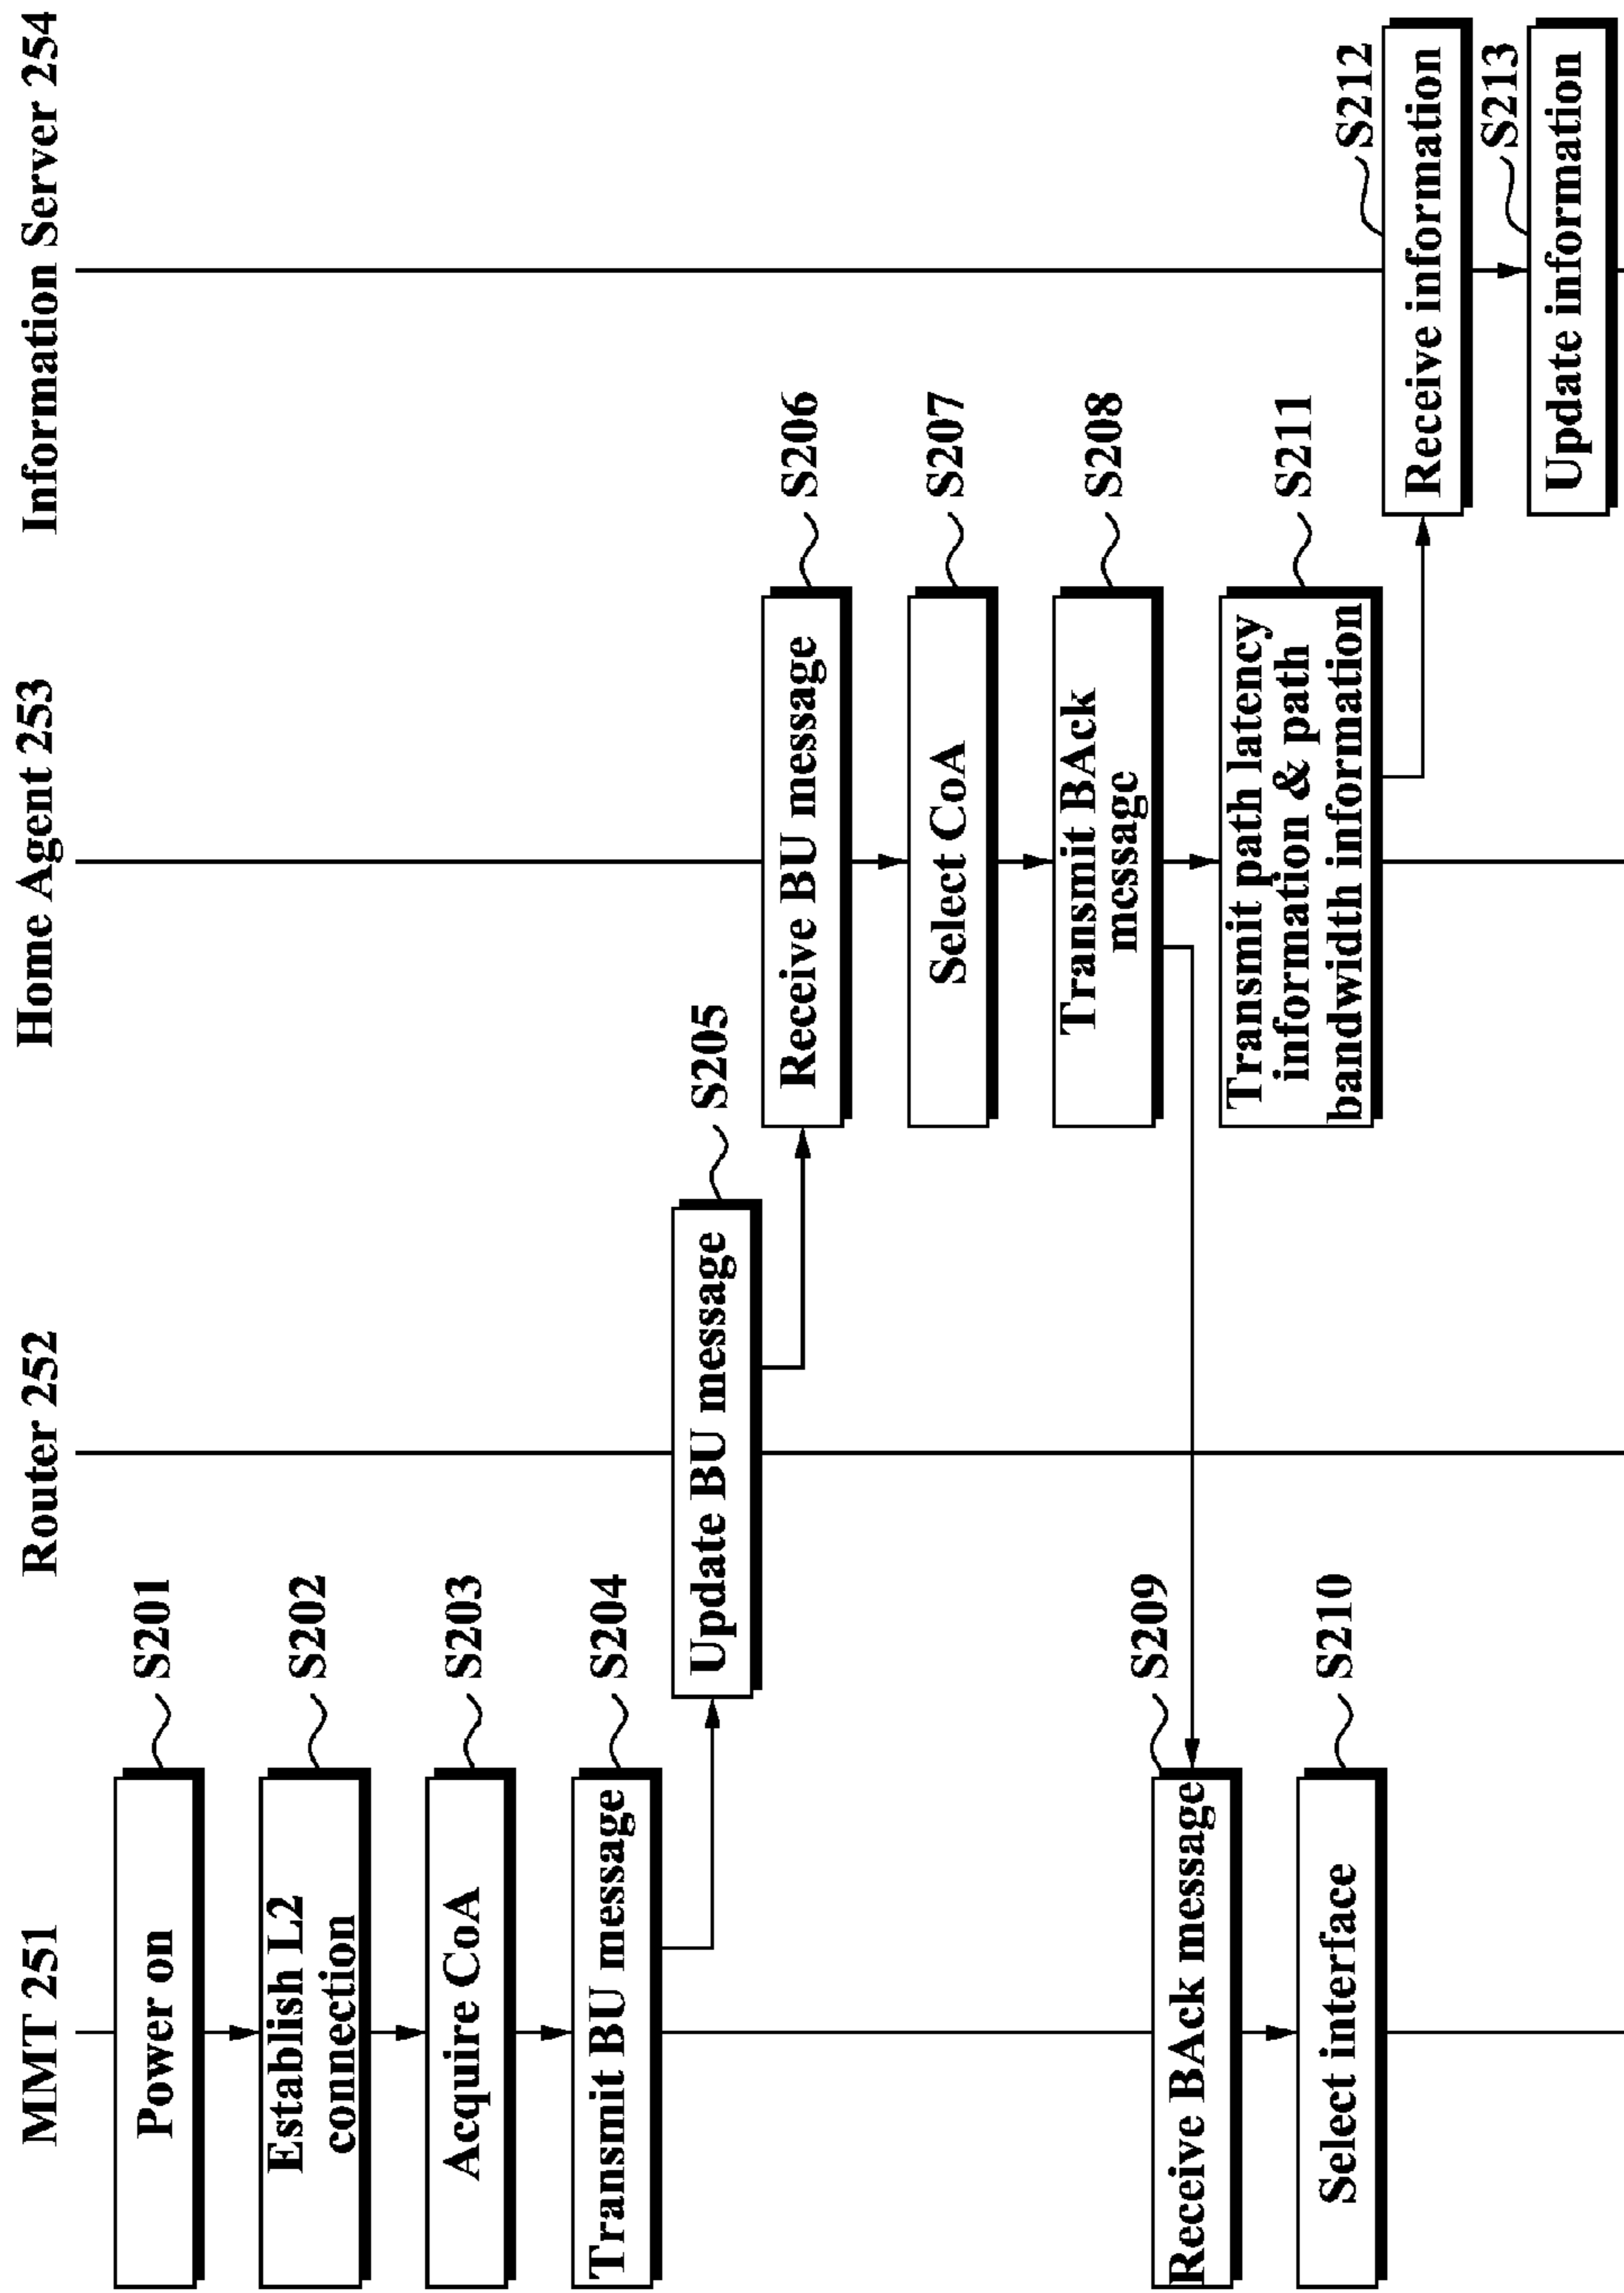 MMT 251
Router 252
Home Agent 253
Information Server 254
Power on
S201
Establish L2
connection
S202
Acquire CoA
S203
Transmit BU message
S204
Update BU message
S205
Receive BU message
S206
Select CoA
S207
Transmit BAck
message
S208
Receive BAck message
S209
Select interface
S210
Transmit path latency
information & path
bandwidth information
S211
Receive information
S212
Update information
S213